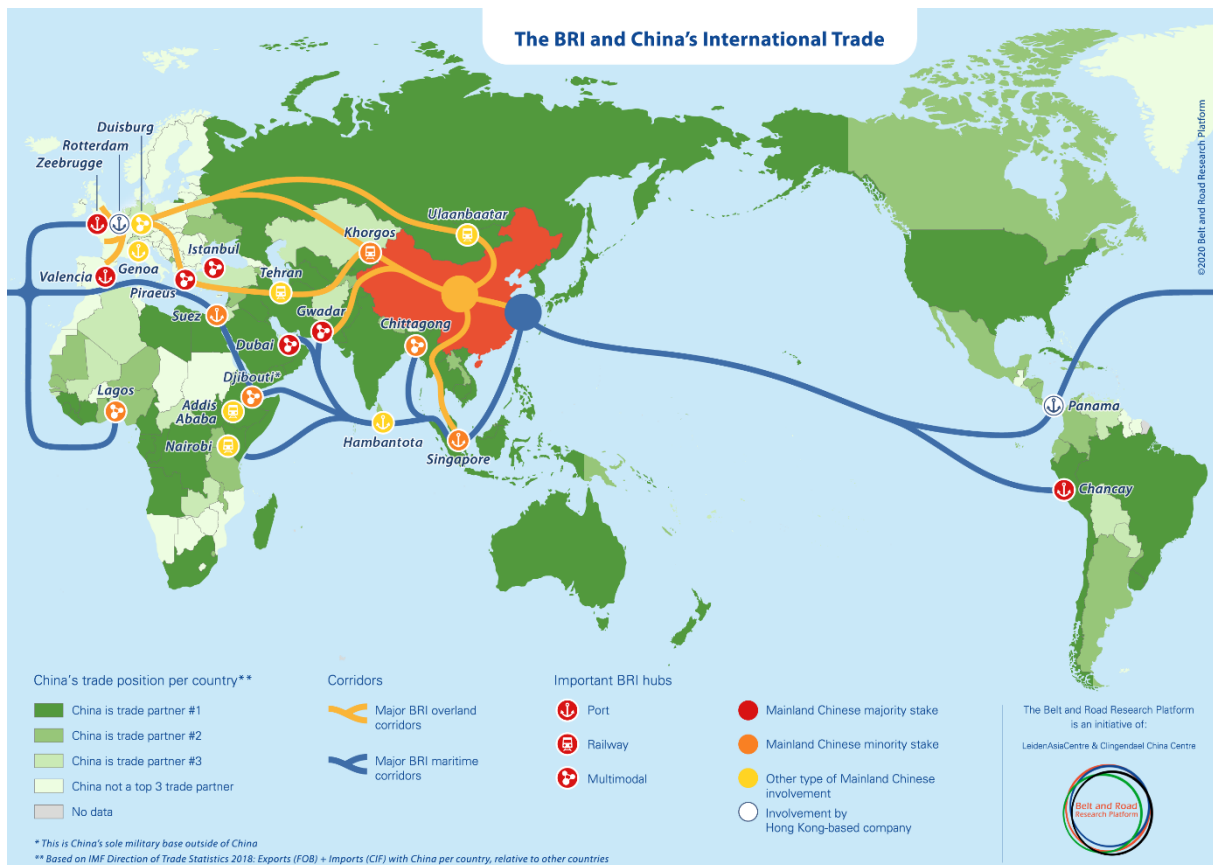 The BRI and China's International Trade
©2020 Belt and Road Research Platform
Duisburg
Rotterdam
Zeebrugge
Ulaanbaatar
Khorgos
Istanbul
Tehran
Valencia
Genoa
Piraeus
Gwadar
Suez
Chittagong
Dubai
Djibouti*
Lagos
Addis
Ababa
Panama
Nairobi
Hambantota
Singapore
Chancay
China's trade position per country**
China is trade partner #1
China is trade partner #2
China is trade partner #3
China not a top 3 trade partner
No data
Corridors
Major BRI overland
corridors
Major BRI maritime
corridors
Important BRI hubs
Port
Railway
Multimodal
Mainland Chinese majority stake
Mainland Chinese minority stake
Other type of Mainland Chinese
involvement
Involvement by
Hong Kong-based company
The Belt and Road Research Platform
is an initiative of:
LeidenAsiaCentre & Clingendael China Centre
Belt and Road
Research Platform
* This is China's sole military base outside of China
** Based on IMF Direction of Trade Statistics 2018: Exports (FOB) + Imports (CIF) with China per country, relative to other countries